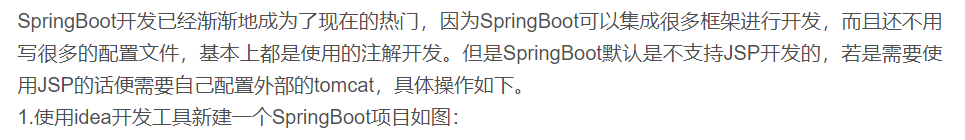 SpringBoot开发已经渐渐地成为了现在的热门，因为SpringBoot可以集成很多框架进行开发，而且还不用
写很多的配置文件，基本上都是使用的注解开发。但是SpringBoot默认是不支持JSP开发的，若是需要使
用JSP的话便需要自己配置外部的tomcat，具体操作如下。
1.使用idea开发工具新建一个SpringBoot项目如图：